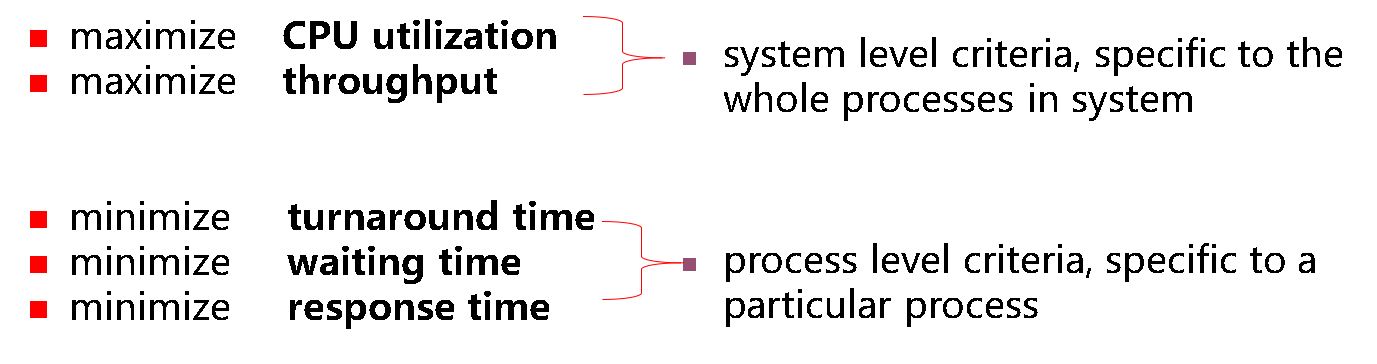 maximize CPU utilization
maximize throughput
system level criteria, specific to the
whole processes in system
minimize turnaround time
minimize waiting time
minimize response time
process level criteria, specific to a
particular process